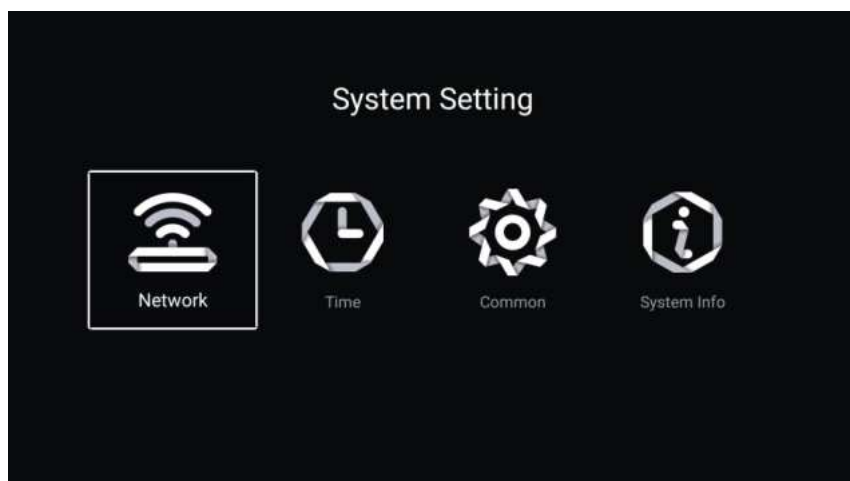 System Setting
Network
Time
Common
System Info